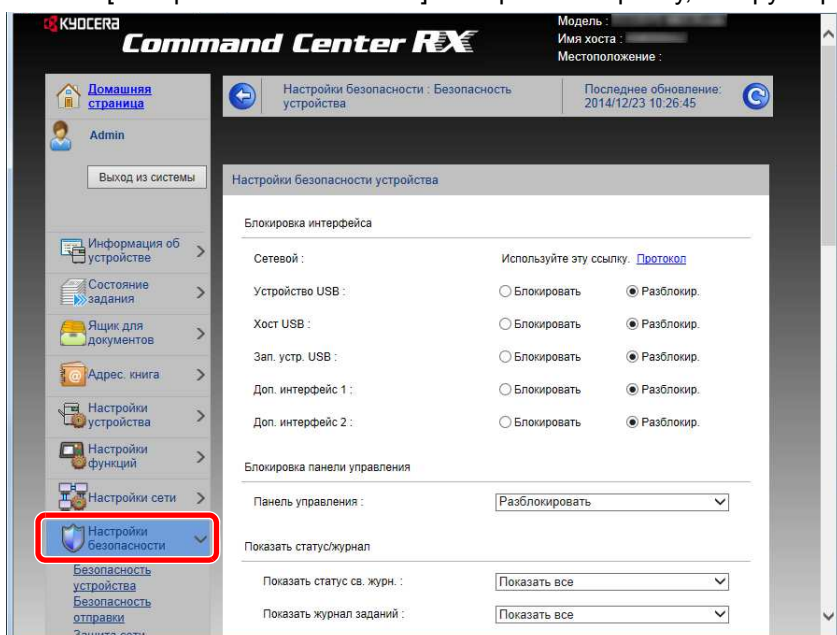 KYOCERA
Command Center RX
Модель :
Имя хоста :
Местоположение :
Домашняя
страница
Настройки безопасности : Безопасность
устройства
Последнее обновление:
2014/12/23 10:26:45
Admin
Выход из системы
Настройки безопасности устройства
Блокировка интерфейса
Информация об
устройстве
Сетевой : Используйте эту ссылку. Протокол
Состояние
задания
Устройство USB : Блокировать Разблокир.
Хост USB : Блокировать Разблокир.
Ящик для
документов
Зап. устр. USB : Блокировать Разблокир.
Адрес. книга
Доп. интерфейс 1 : Блокировать Разблокир.
Настройки
устройства
Доп. интерфейс 2 : Блокировать Разблокир.
Настройки
функций
Блокировка панели управления
Настройки сети
Панель управления : Разблокировать
Настройки
безопасности
Показать статус/журнал
Безопасность
устройства
Показать статус св. журн. : Показать все
Безопасность
отправки
Показать журнал заданий : Показать все
Защита сети